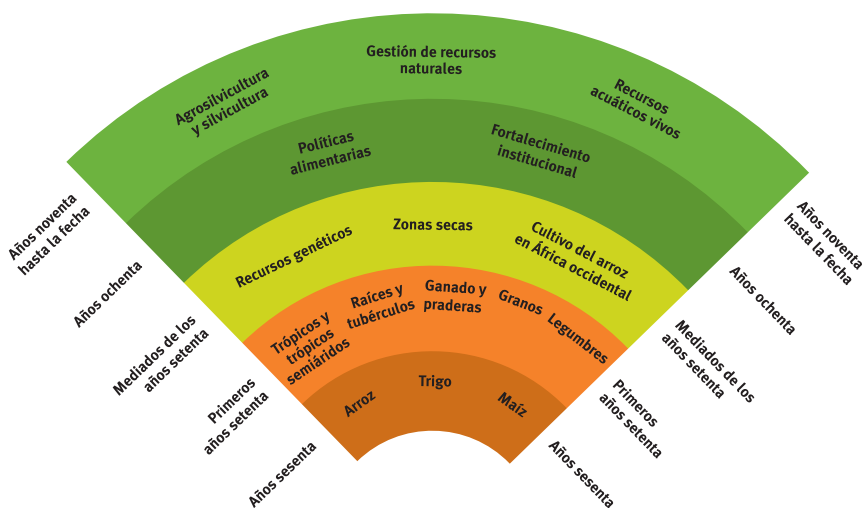 Gestión de recursos
naturales
Agrosilvicultura
y silvicultura
Recursos
acuáticos vivos
Políticas
alimentarias
Fortalecimiento
institucional
Recursos genéticos
Zonas secas
Cultivo del arroz
en África occidental
Trópicos y
trópicos
semiáridos
Raíces y
tubérculos
Ganado y
praderas
Granos
Legumbres
Arroz
Trigo
Maíz
Años noventa
hasta la fecha
Años ochenta
Mediados de los
años setenta
Primeros
años setenta
Años sesenta
Años noventa
hasta la fecha
Años ochenta
Mediados de los
años setenta
Primeros
años setenta
Años sesenta